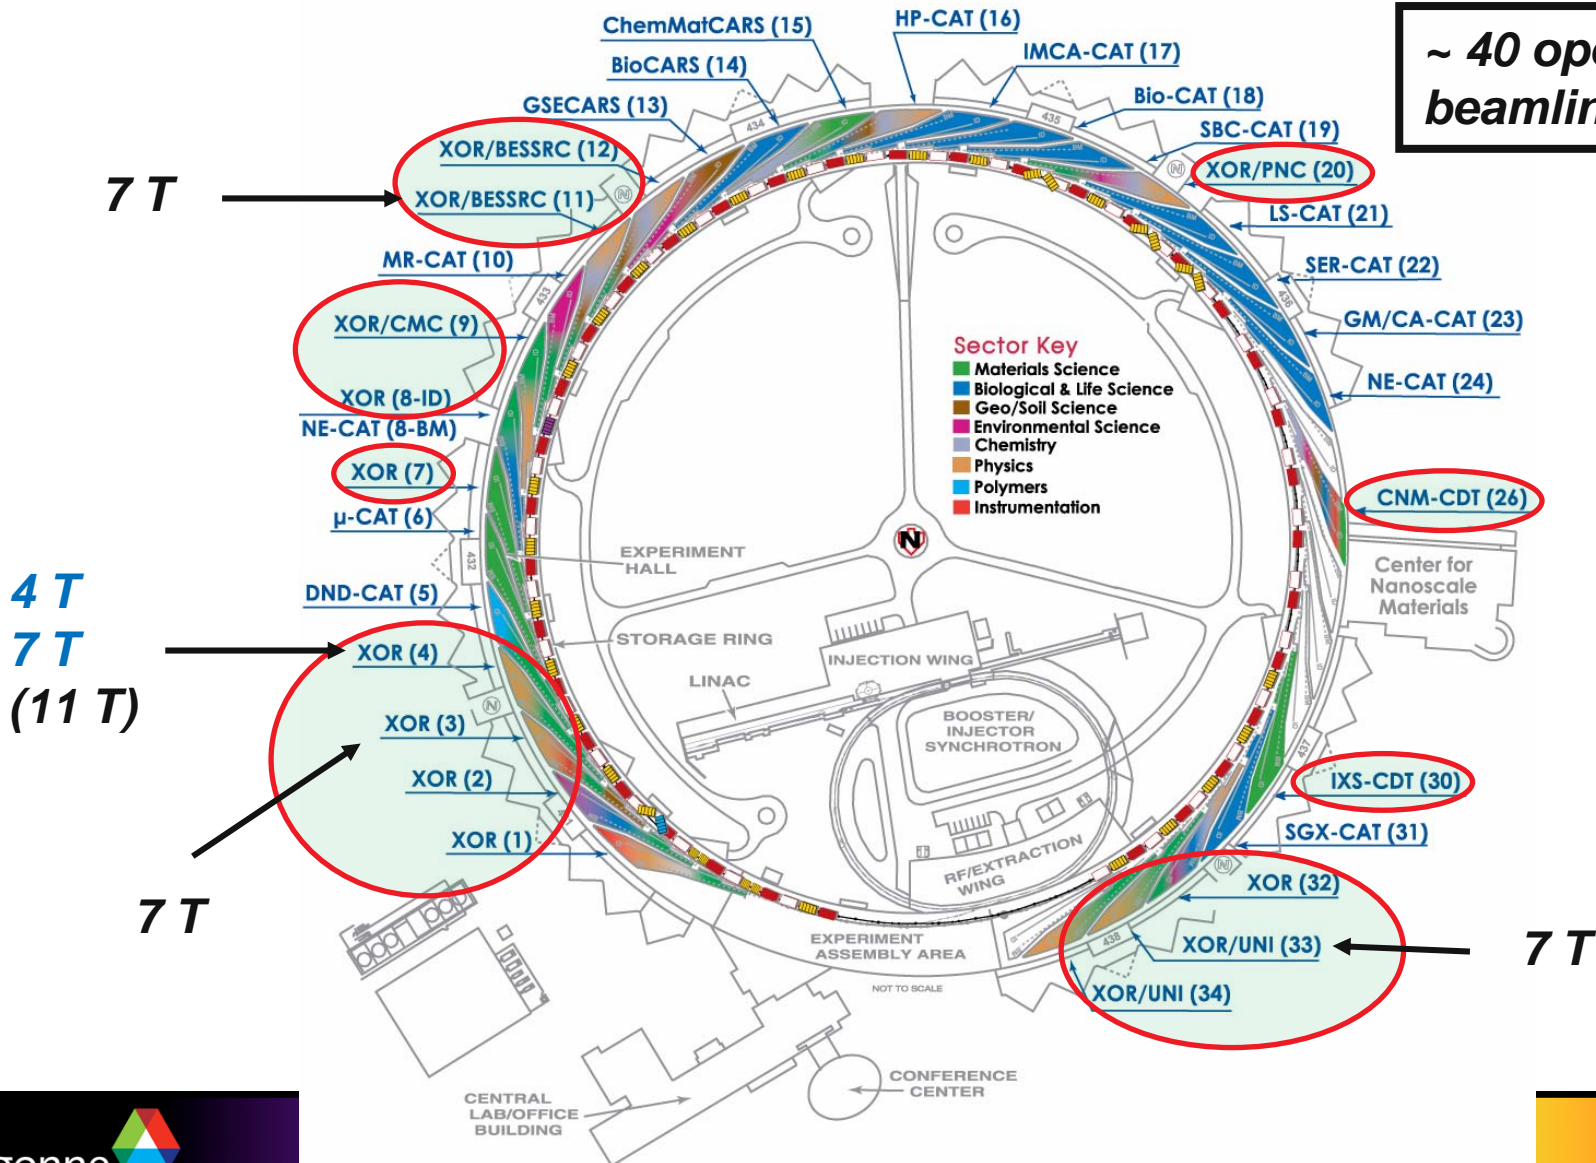 ChemMatCARS (15)
HP-CAT (16)
IMCA-CAT (17)
BioCARS (14)
Bio-CAT (18)
GSECARS (13)
SBC-CAT (19)
~ 40 ope
beamlin
XOR/BESSRC (12)
XOR/PNC (20)
7 T
XOR/BESSRC (11)
LS-CAT (21)
MR-CAT (10)
SER-CAT (22)
XOR/CMC (9)
GM/CA-CAT (23)
XOR (8-ID)
NE-CAT (8-BM)
NE-CAT (24)
XOR (7)
CNM-CDT (26)
µ-CAT (6)
434
435
433
436
432
437
438
Sector Key
Materials Science
Biological & Life Science
Geo/Soil Science
Environmental Science
Chemistry
Physics
Polymers
Instrumentation
N
EXPERIMENT
HALL
Center for
Nanoscale
Materials
4 T
7 T
(11 T)
DND-CAT (5)
STORAGE RING
INJECTION WING
XOR (4)
LINAC
XOR (3)
BOOSTER/
INJECTOR
SYNCHROTRON
XOR (2)
IXS-CDT (30)
XOR (1)
SGX-CAT (31)
RF/EXTRACTION
WING
XOR (32)
7 T
EXPERIMENT
ASSEMBLY AREA
XOR/UNI (33)
7 T
NOT TO SCALE
XOR/UNI (34)
CONFERENCE
CENTER
CENTRAL
LAB/OFFICE
BUILDING